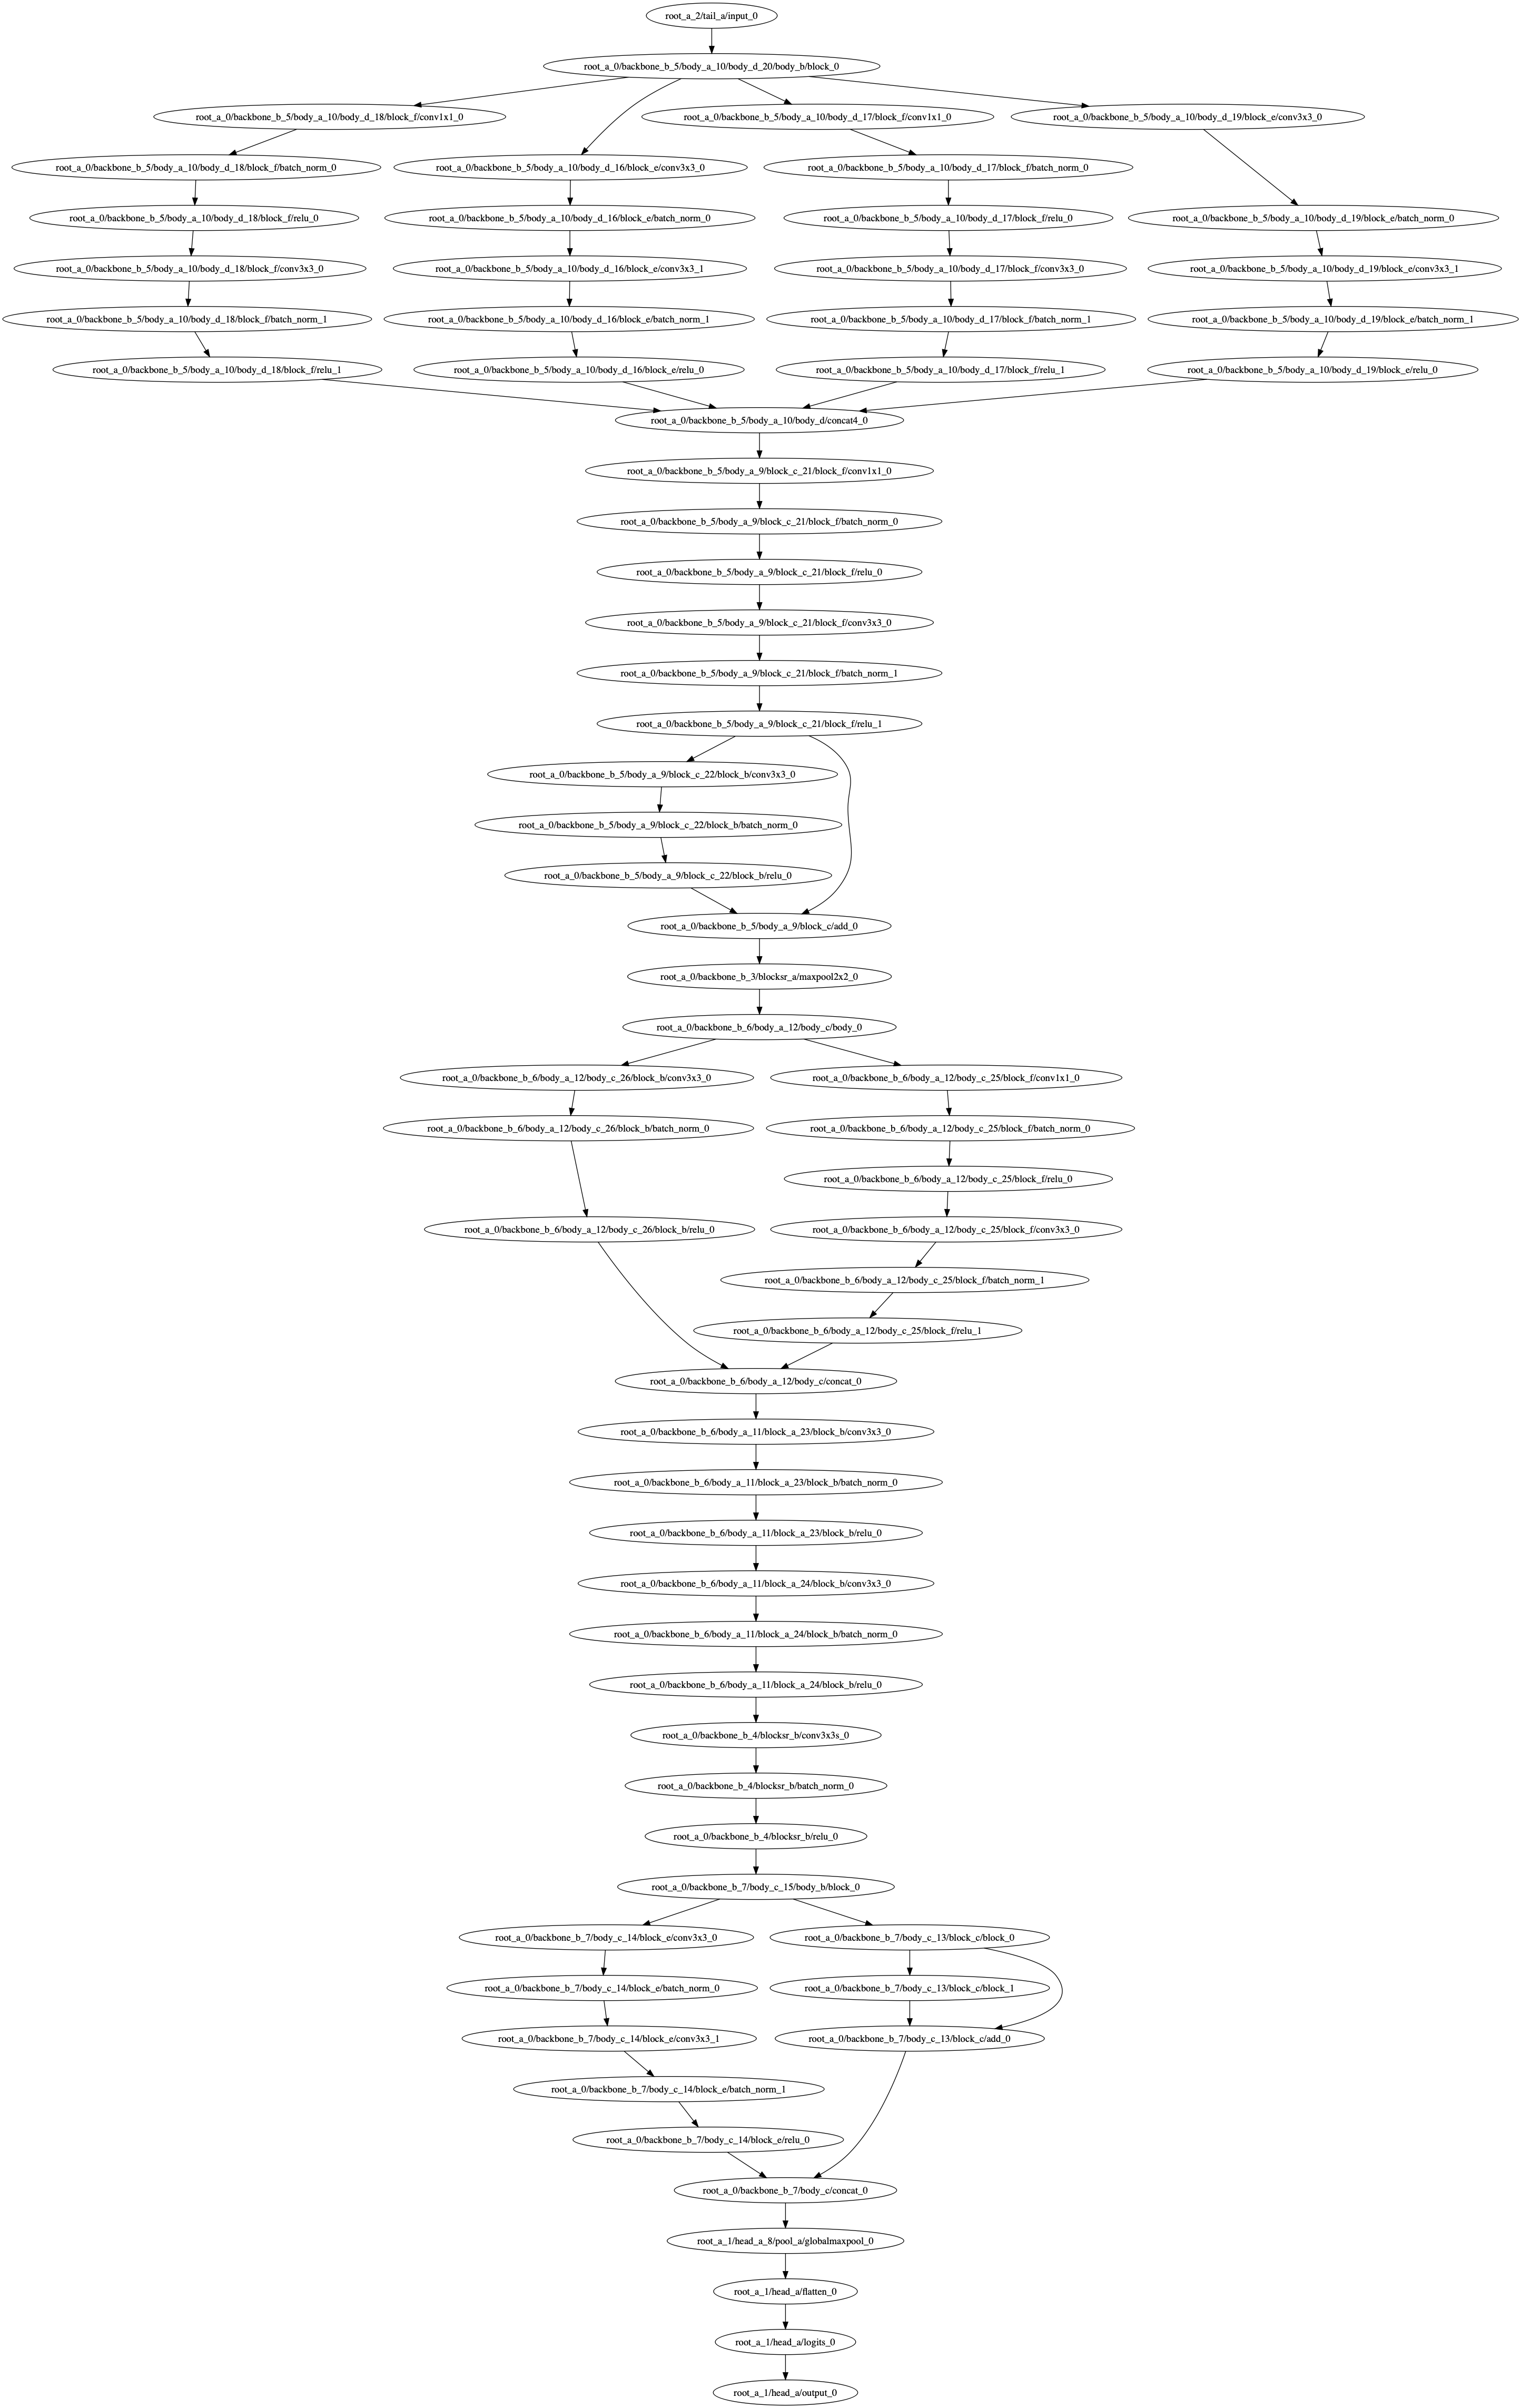 root_a_2/tail_a/input_0
root_a_0/backbone_b_5/body_a_10/body_d_20/body_b/block_0
root_a_0/backbone_b_5/body_a_10/body_d_18/block_f/conv1x1_0
root_a_0/backbone_b_5/body_a_10/body_d_17/block_f/conv1x1_0
root_a_0/backbone_b_5/body_a_10/body_d_19/block_e/conv3x3_0
root_a_0/backbone_b_5/body_a_10/body_d_18/block_f/batch_norm_0
root_a_0/backbone_b_5/body_a_10/body_d_16/block_e/conv3x3_0
root_a_0/backbone_b_5/body_a_10/body_d_17/block_f/batch_norm_0
root_a_0/backbone_b_5/body_a_10/body_d_18/block_f/relu_0
root_a_0/backbone_b_5/body_a_10/body_d_16/block_e/batch_norm_0
root_a_0/backbone_b_5/body_a_10/body_d_17/block_f/relu_0
root_a_0/backbone_b_5/body_a_10/body_d_19/block_e/batch_norm_0
root_a_0/backbone_b_5/body_a_10/body_d_18/block_f/conv3x3_0
root_a_0/backbone_b_5/body_a_10/body_d_16/block_e/conv3x3_1
root_a_0/backbone_b_5/body_a_10/body_d_17/block_f/conv3x3_0
root_a_0/backbone_b_5/body_a_10/body_d_19/block_e/conv3x3_1
root_a_0/backbone_b_5/body_a_10/body_d_18/block_f/batch_norm_1
root_a_0/backbone_b_5/body_a_10/body_d_16/block_e/batch_norm_1
root_a_0/backbone_b_5/body_a_10/body_d_17/block_f/batch_norm_1
root_a_0/backbone_b_5/body_a_10/body_d_19/block_e/batch_norm_1
root_a_0/backbone_b_5/body_a_10/body_d_18/block_f/relu_1
root_a_0/backbone_b_5/body_a_10/body_d_16/block_e/relu_0
root_a_0/backbone_b_5/body_a_10/body_d_17/block_f/relu_1
root_a_0/backbone_b_5/body_a_10/body_d_19/block_e/relu_0
root_a_0/backbone_b_5/body_a_10/body_d/concat4_0
root_a_0/backbone_b_5/body_a_9/block_c_21/block_f/conv1x1_0
root_a_0/backbone_b_5/body_a_9/block_c_21/block_f/batch_norm_0
root_a_0/backbone_b_5/body_a_9/block_c_21/block_f/relu_0
root_a_0/backbone_b_5/body_a_9/block_c_21/block_f/conv3x3_0
root_a_0/backbone_b_5/body_a_9/block_c_21/block_f/batch_norm_1
root_a_0/backbone_b_5/body_a_9/block_c_21/block_f/relu_1
root_a_0/backbone_b_5/body_a_9/block_c_22/block_b/conv3x3_0
root_a_0/backbone_b_5/body_a_9/block_c_22/block_b/batch_norm_0
root_a_0/backbone_b_5/body_a_9/block_c_22/block_b/relu_0
root_a_0/backbone_b_5/body_a_9/block_c/add_0
root_a_0/backbone_b_3/blocksr_a/maxpool2x2_0
root_a_0/backbone_b_6/body_a_12/body_c/body_0
root_a_0/backbone_b_6/body_a_12/body_c_26/block_b/conv3x3_0
root_a_0/backbone_b_6/body_a_12/body_c_25/block_f/conv1x1_0
root_a_0/backbone_b_6/body_a_12/body_c_26/block_b/batch_norm_0
root_a_0/backbone_b_6/body_a_12/body_c_25/block_f/batch_norm_0
root_a_0/backbone_b_6/body_a_12/body_c_25/block_f/relu_0
root_a_0/backbone_b_6/body_a_12/body_c_26/block_b/relu_0
root_a_0/backbone_b_6/body_a_12/body_c_25/block_f/conv3x3_0
root_a_0/backbone_b_6/body_a_12/body_c_25/block_f/batch_norm_1
root_a_0/backbone_b_6/body_a_12/body_c_25/block_f/relu_1
root_a_0/backbone_b_6/body_a_12/body_c/concat_0
root_a_0/backbone_b_6/body_a_11/block_a_23/block_b/conv3x3_0
root_a_0/backbone_b_6/body_a_11/block_a_23/block_b/batch_norm_0
root_a_0/backbone_b_6/body_a_11/block_a_23/block_b/relu_0
root_a_0/backbone_b_6/body_a_11/block_a_24/block_b/conv3x3_0
root_a_0/backbone_b_6/body_a_11/block_a_24/block_b/batch_norm_0
root_a_0/backbone_b_6/body_a_11/block_a_24/block_b/relu_0
root_a_0/backbone_b_4/blocksr_b/conv3x3s_0
root_a_0/backbone_b_4/blocksr_b/batch_norm_0
root_a_0/backbone_b_4/blocksr_b/relu_0
root_a_0/backbone_b_7/body_c_15/body_b/block_0
root_a_0/backbone_b_7/body_c_14/block_e/conv3x3_0
root_a_0/backbone_b_7/body_c_13/block_c/block_0
root_a_0/backbone_b_7/body_c_14/block_e/batch_norm_0
root_a_0/backbone_b_7/body_c_13/block_c/block_1
root_a_0/backbone_b_7/body_c_14/block_e/conv3x3_1
root_a_0/backbone_b_7/body_c_13/block_c/add_0
root_a_0/backbone_b_7/body_c_14/block_e/batch_norm_1
root_a_0/backbone_b_7/body_c_14/block_e/relu_0
root_a_0/backbone_b_7/body_c/concat_0
root_a_1/head_a_8/pool_a/globalmaxpool_0
root_a_1/head_a/flatten_0
root_a_1/head_a/logits_0
root_a_1/head_a/output_0